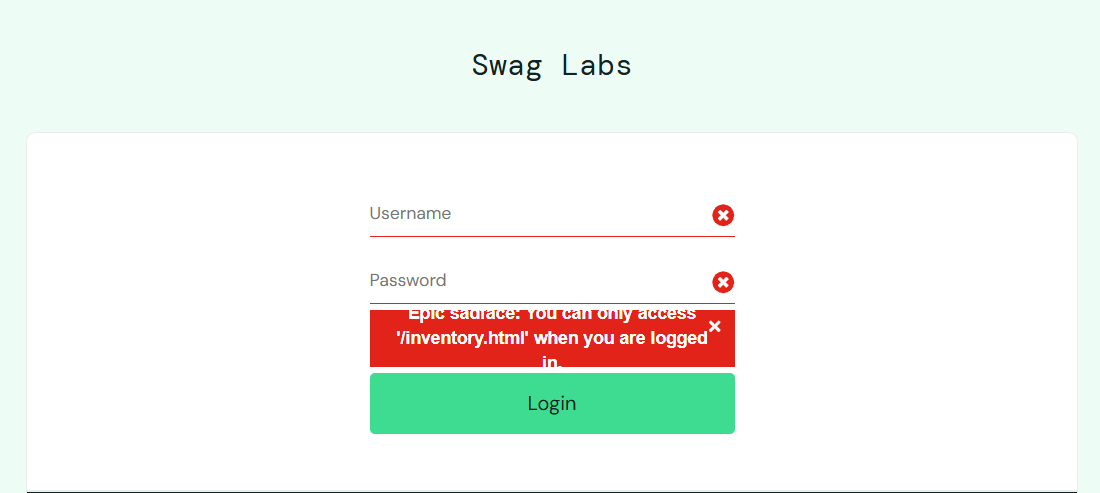 Swag Labs
Username
Password
Epic sadface: You can only access
'/inventory.html' when you are logged
in.
Login